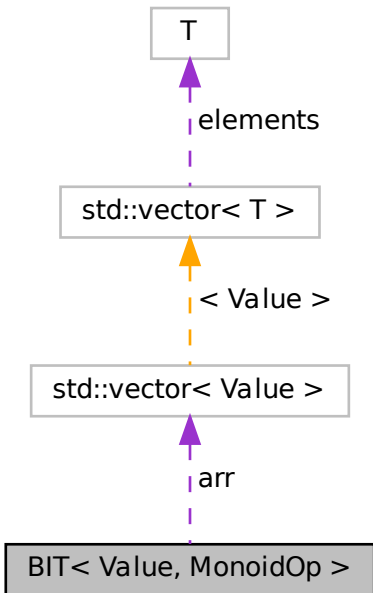 T
elements
std::vector< T >
< Value >
std::vector< Value >
arr
BIT< Value, MonoidOp >